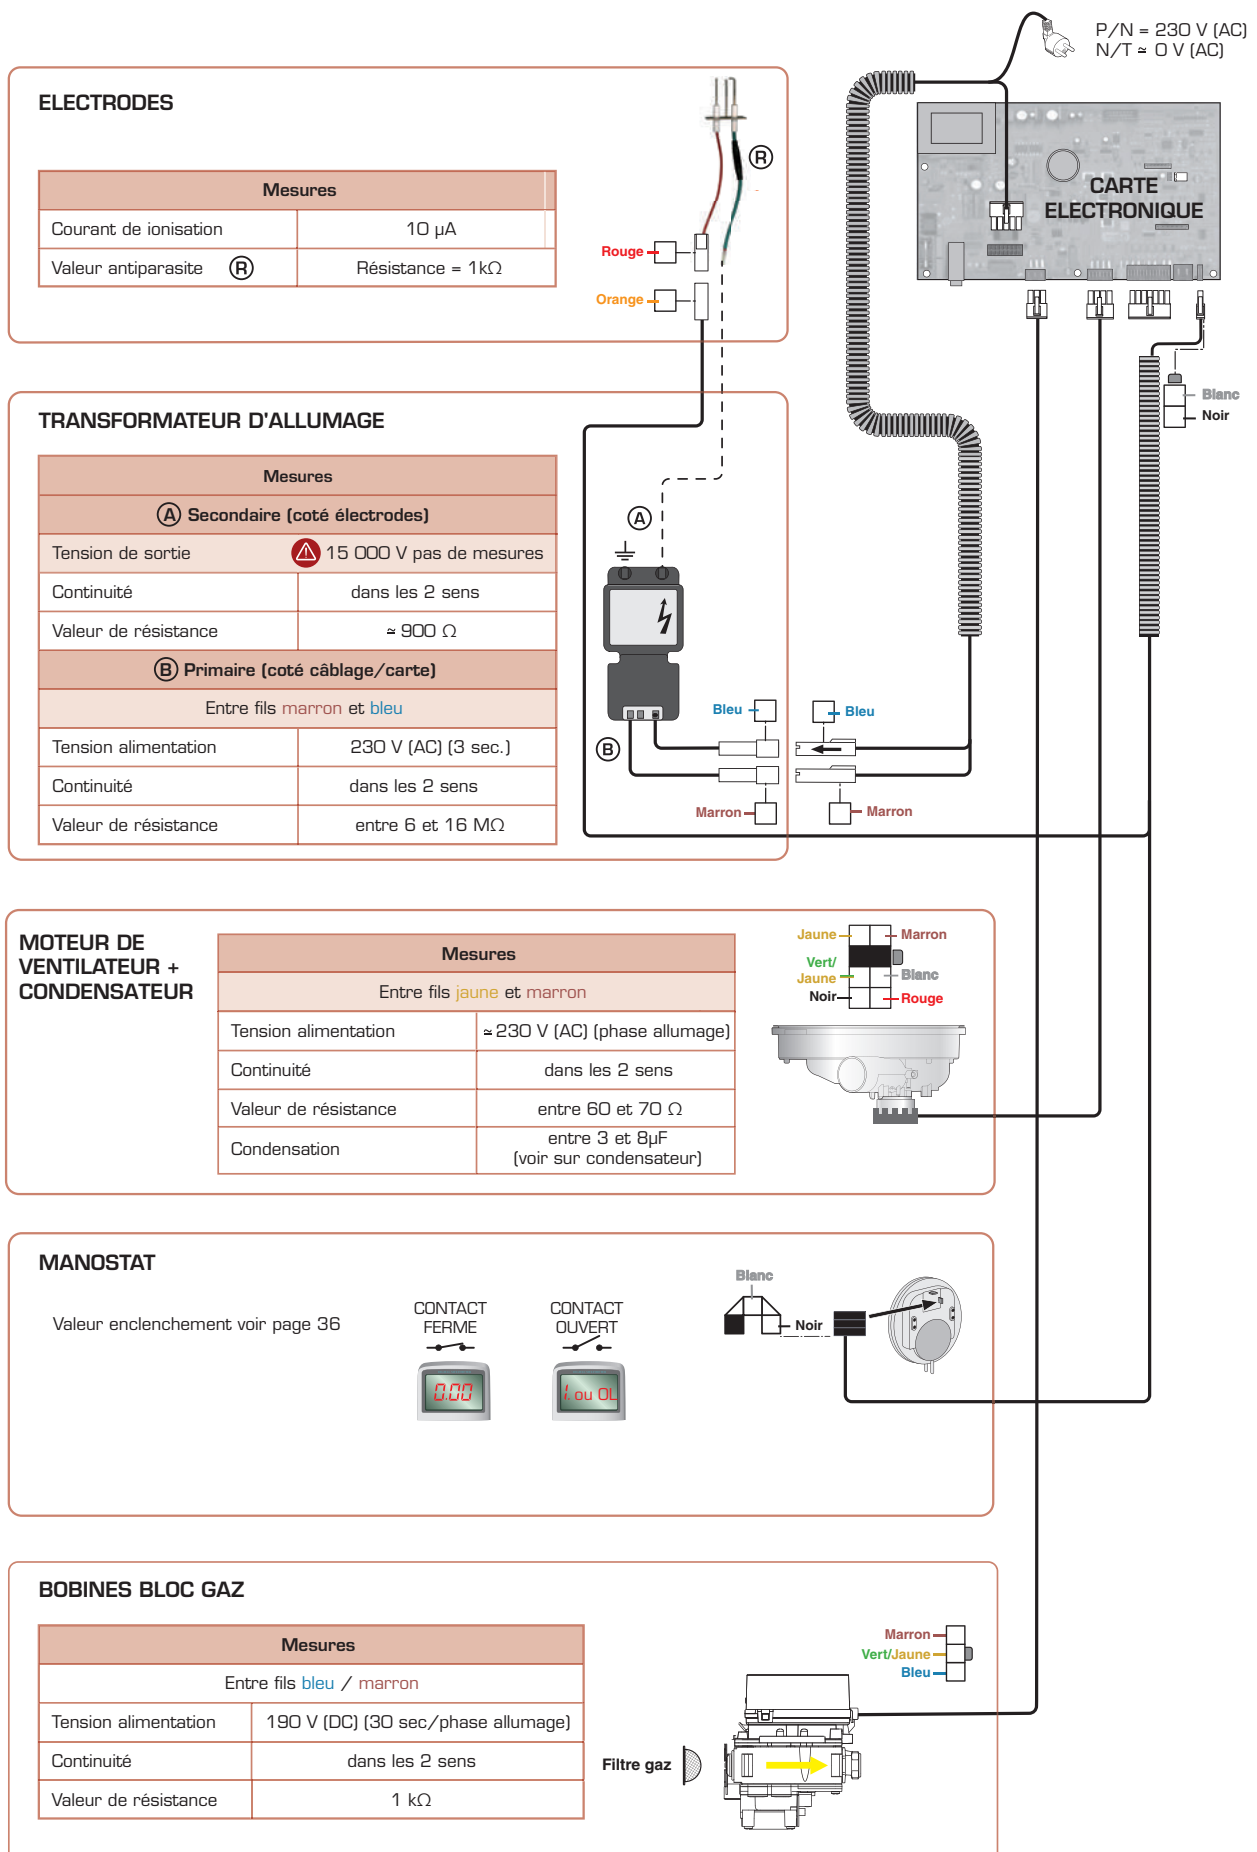 P/N = 230 V (AC)
N/T ≃ 0 V (AC)
ELECTRODES
Mesures
Courant de ionisation 10 µA
Valeur antiparasite R Résistance = 1kΩ
R
Rouge
Orange
CARTE
ELECTRONIQUE
Blanc
Noir
TRANSFORMATEUR D'ALLUMAGE
Mesures
A Secondaire (coté électrodes)
Tension de sortie 15 000 V pas de mesures
Continuité dans les 2 sens
Valeur de résistance ≃ 900 Ω
B Primaire (coté câblage/carte)
Entre fils marron et bleu
Tension alimentation 230 V (AC) (3 sec.)
Continuité dans les 2 sens
Valeur de résistance entre 6 et 16 MΩ
A
B
Bleu
Bleu
Marron
Marron
MOTEUR DE
VENTILATEUR +
CONDENSATEUR
Mesures
Entre fils jaune et marron
Tension alimentation ≃ 230 V (AC) (phase allumage)
Continuité dans les 2 sens
Valeur de résistance entre 60 et 70 Ω
Condensation entre 3 et 8µF
(voir sur condensateur)
Jaune Marron
Vert/
Jaune Blanc
Noir Rouge
MANOSTAT
Valeur enclenchement voir page 36
CONTACT
FERME
0.00
CONTACT
OUVERT
1. ou OL
Blanc
Noir
BOBINES BLOC GAZ
Mesures
Entre fils bleu / marron
Tension alimentation 190 V (DC) (30 sec/phase allumage)
Continuité dans les 2 sens
Valeur de résistance 1 kΩ
Filtre gaz
Marron
Vert/Jaune
Bleu